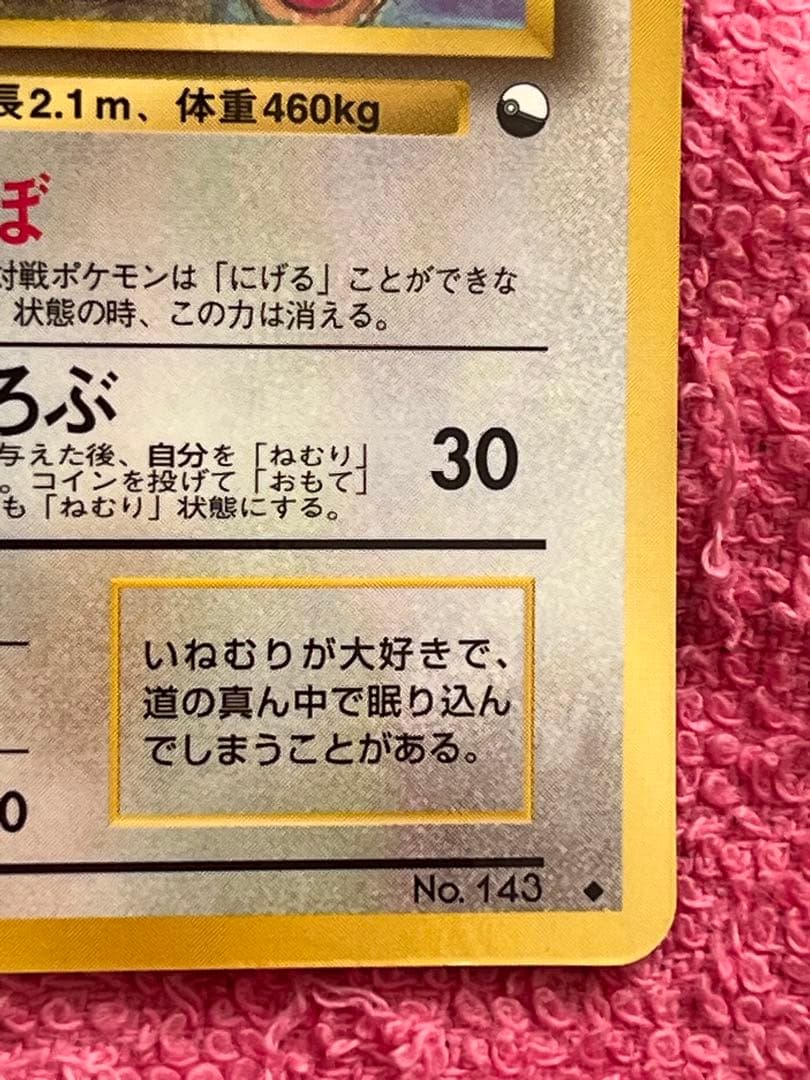 長2.1m、体重460kg
ぼ
対戦ポケモンは「にげる」ことができな
状態の時、この力は消える。
ろぶ
30
与えた後、自分を「ねむり」
。コインを投げて「おもて」
も「ねむり」状態にする。
いねむりが大好きで、
道の真ん中で眠り込ん
でしまうことがある。
0
No. 143 ◆